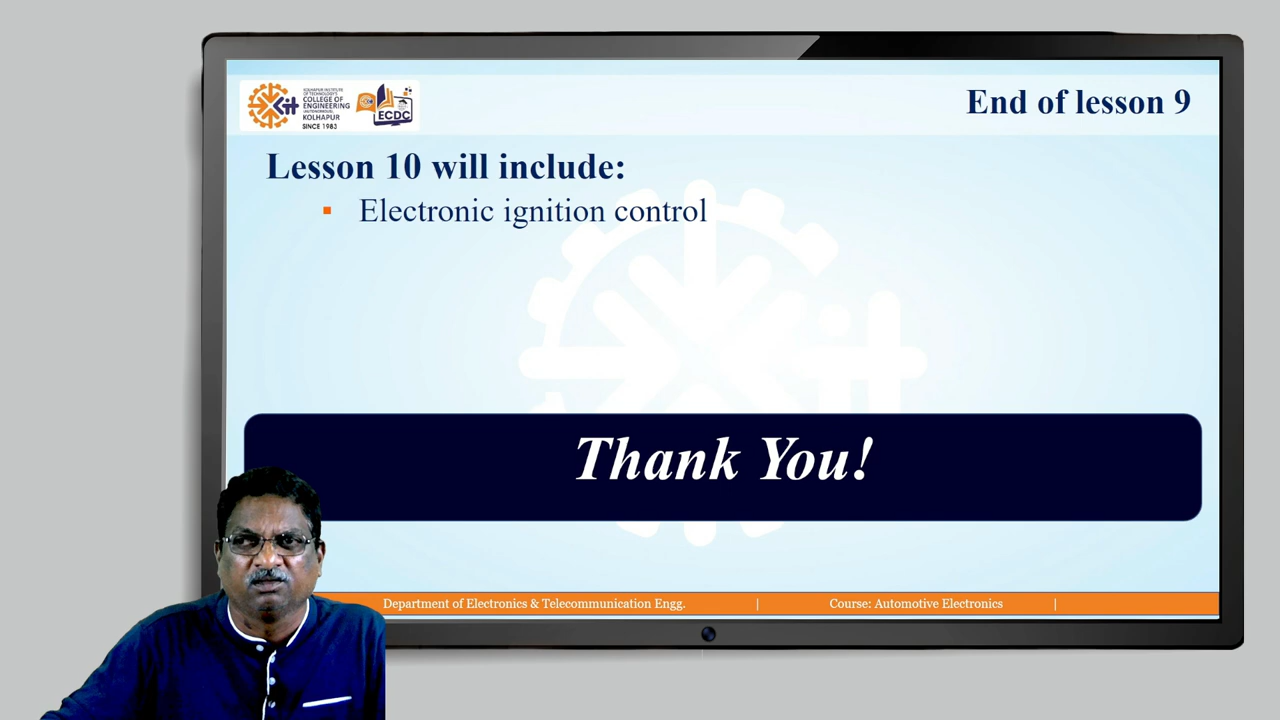 KOLHAPUR INSTITUTE
OF TECHNOLOGY'S
COLLEGE OF
ENGINEERING
(AUTONOMOUS),
KOLHAPUR
SINCE 1983
ECDC
End of lesson 9
Lesson 10 will include:
▪ Electronic ignition control
Thank You!
Department of Electronics & Telecommunication Engg. | Course: Automotive Electronics |